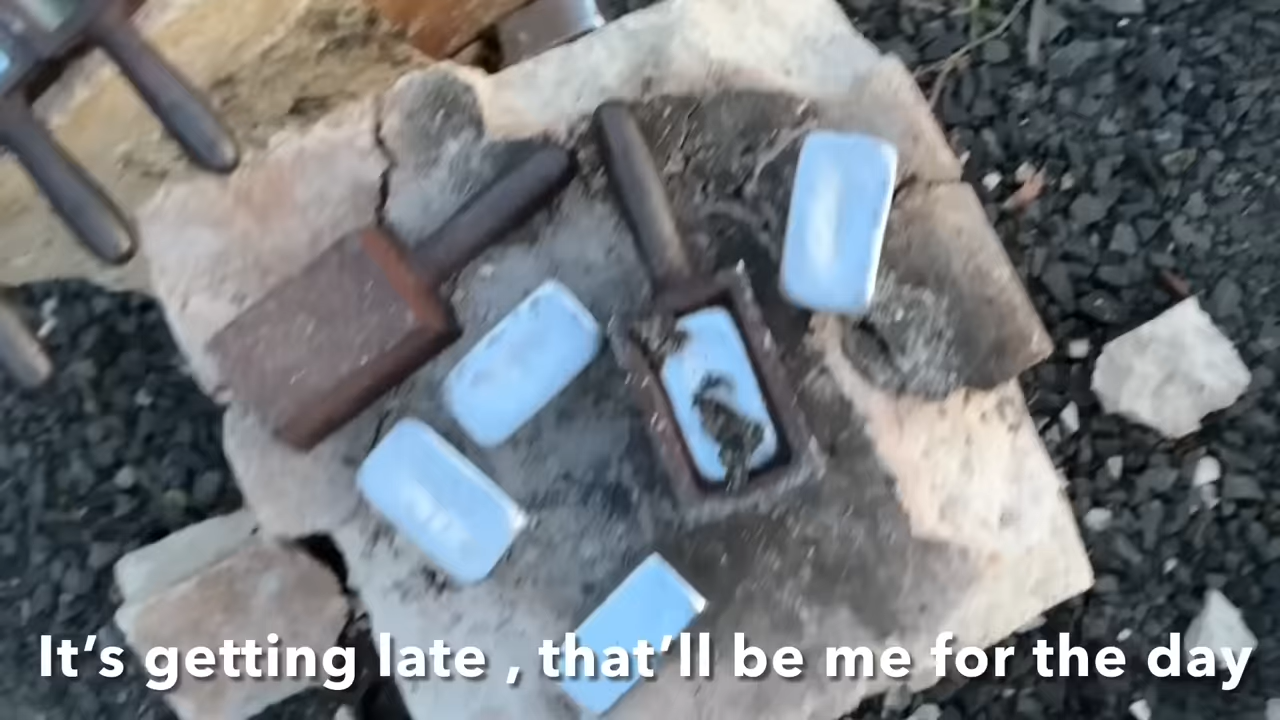 It’s getting late , that’ll be me for the day